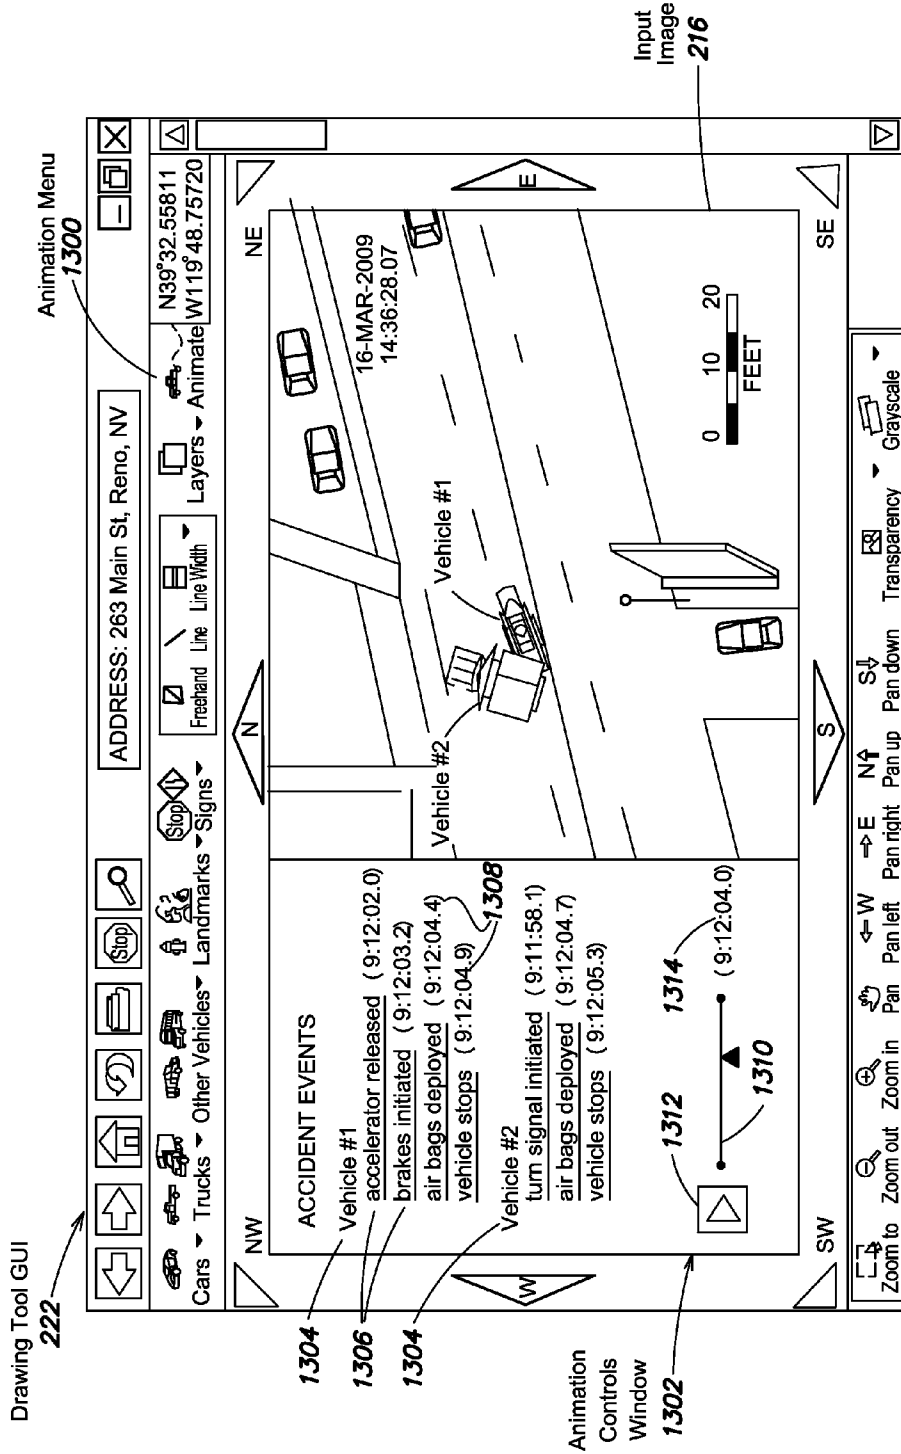 Drawing Tool GUI
222
Animation Menu
1300
ADDRESS: 263 Main St, Reno, NV
Stop
Cars
Trucks
Other Vehicles
Landmarks
Stop
Signs
Freehand
Line
Line Width
Layers
Animate
N39°32.55811
W119°48.75720
NW
N
NE
ACCIDENT EVENTS
1304
Vehicle #1
1306
accelerator released (9:12:02.0)
brakes initiated (9:12:03.2)
air bags deployed (9:12:04.4)
vehicle stops (9:12:04.9)
1308
1304
Vehicle #2
turn signal initiated (9:11:58.1)
air bags deployed (9:12:04.7)
vehicle stops (9:12:05.3)
1312
1314
(9:12:04.0)
1310
Animation
Controls
Window
1302
16-MAR-2009
14:36:28.07
Vehicle #2
Vehicle #1
0 10 20
FEET
W
E
Input
Image
216
SW
S
SE
Zoom to
Zoom out
Zoom in
Pan
W
Pan left
E
Pan right
N
Pan up
S
Pan down
Transparency
Grayscale